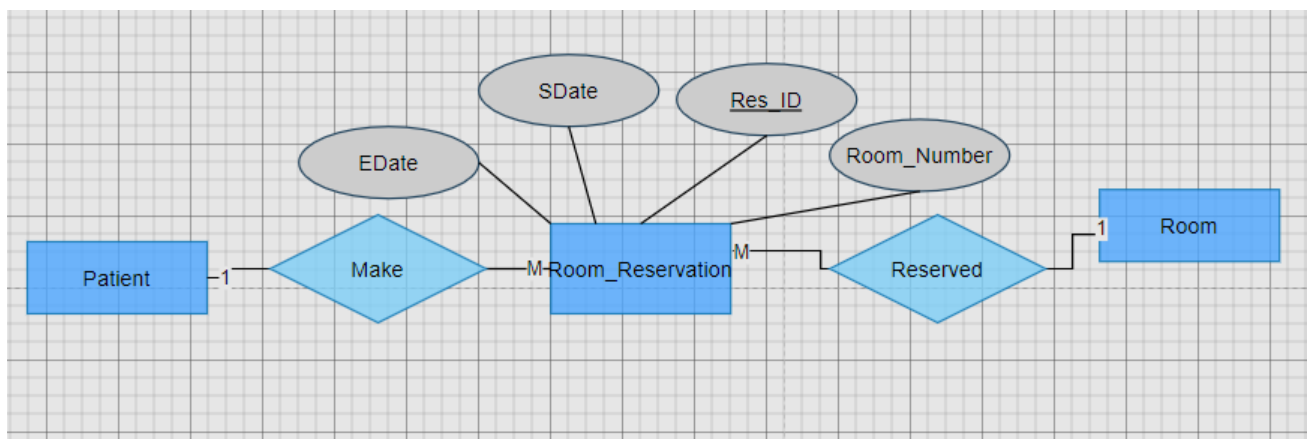 SDate
Res_ID
EDate
Room_Number
Patient
1
Make
M
Room_Reservation
M
Reserved
1
Room